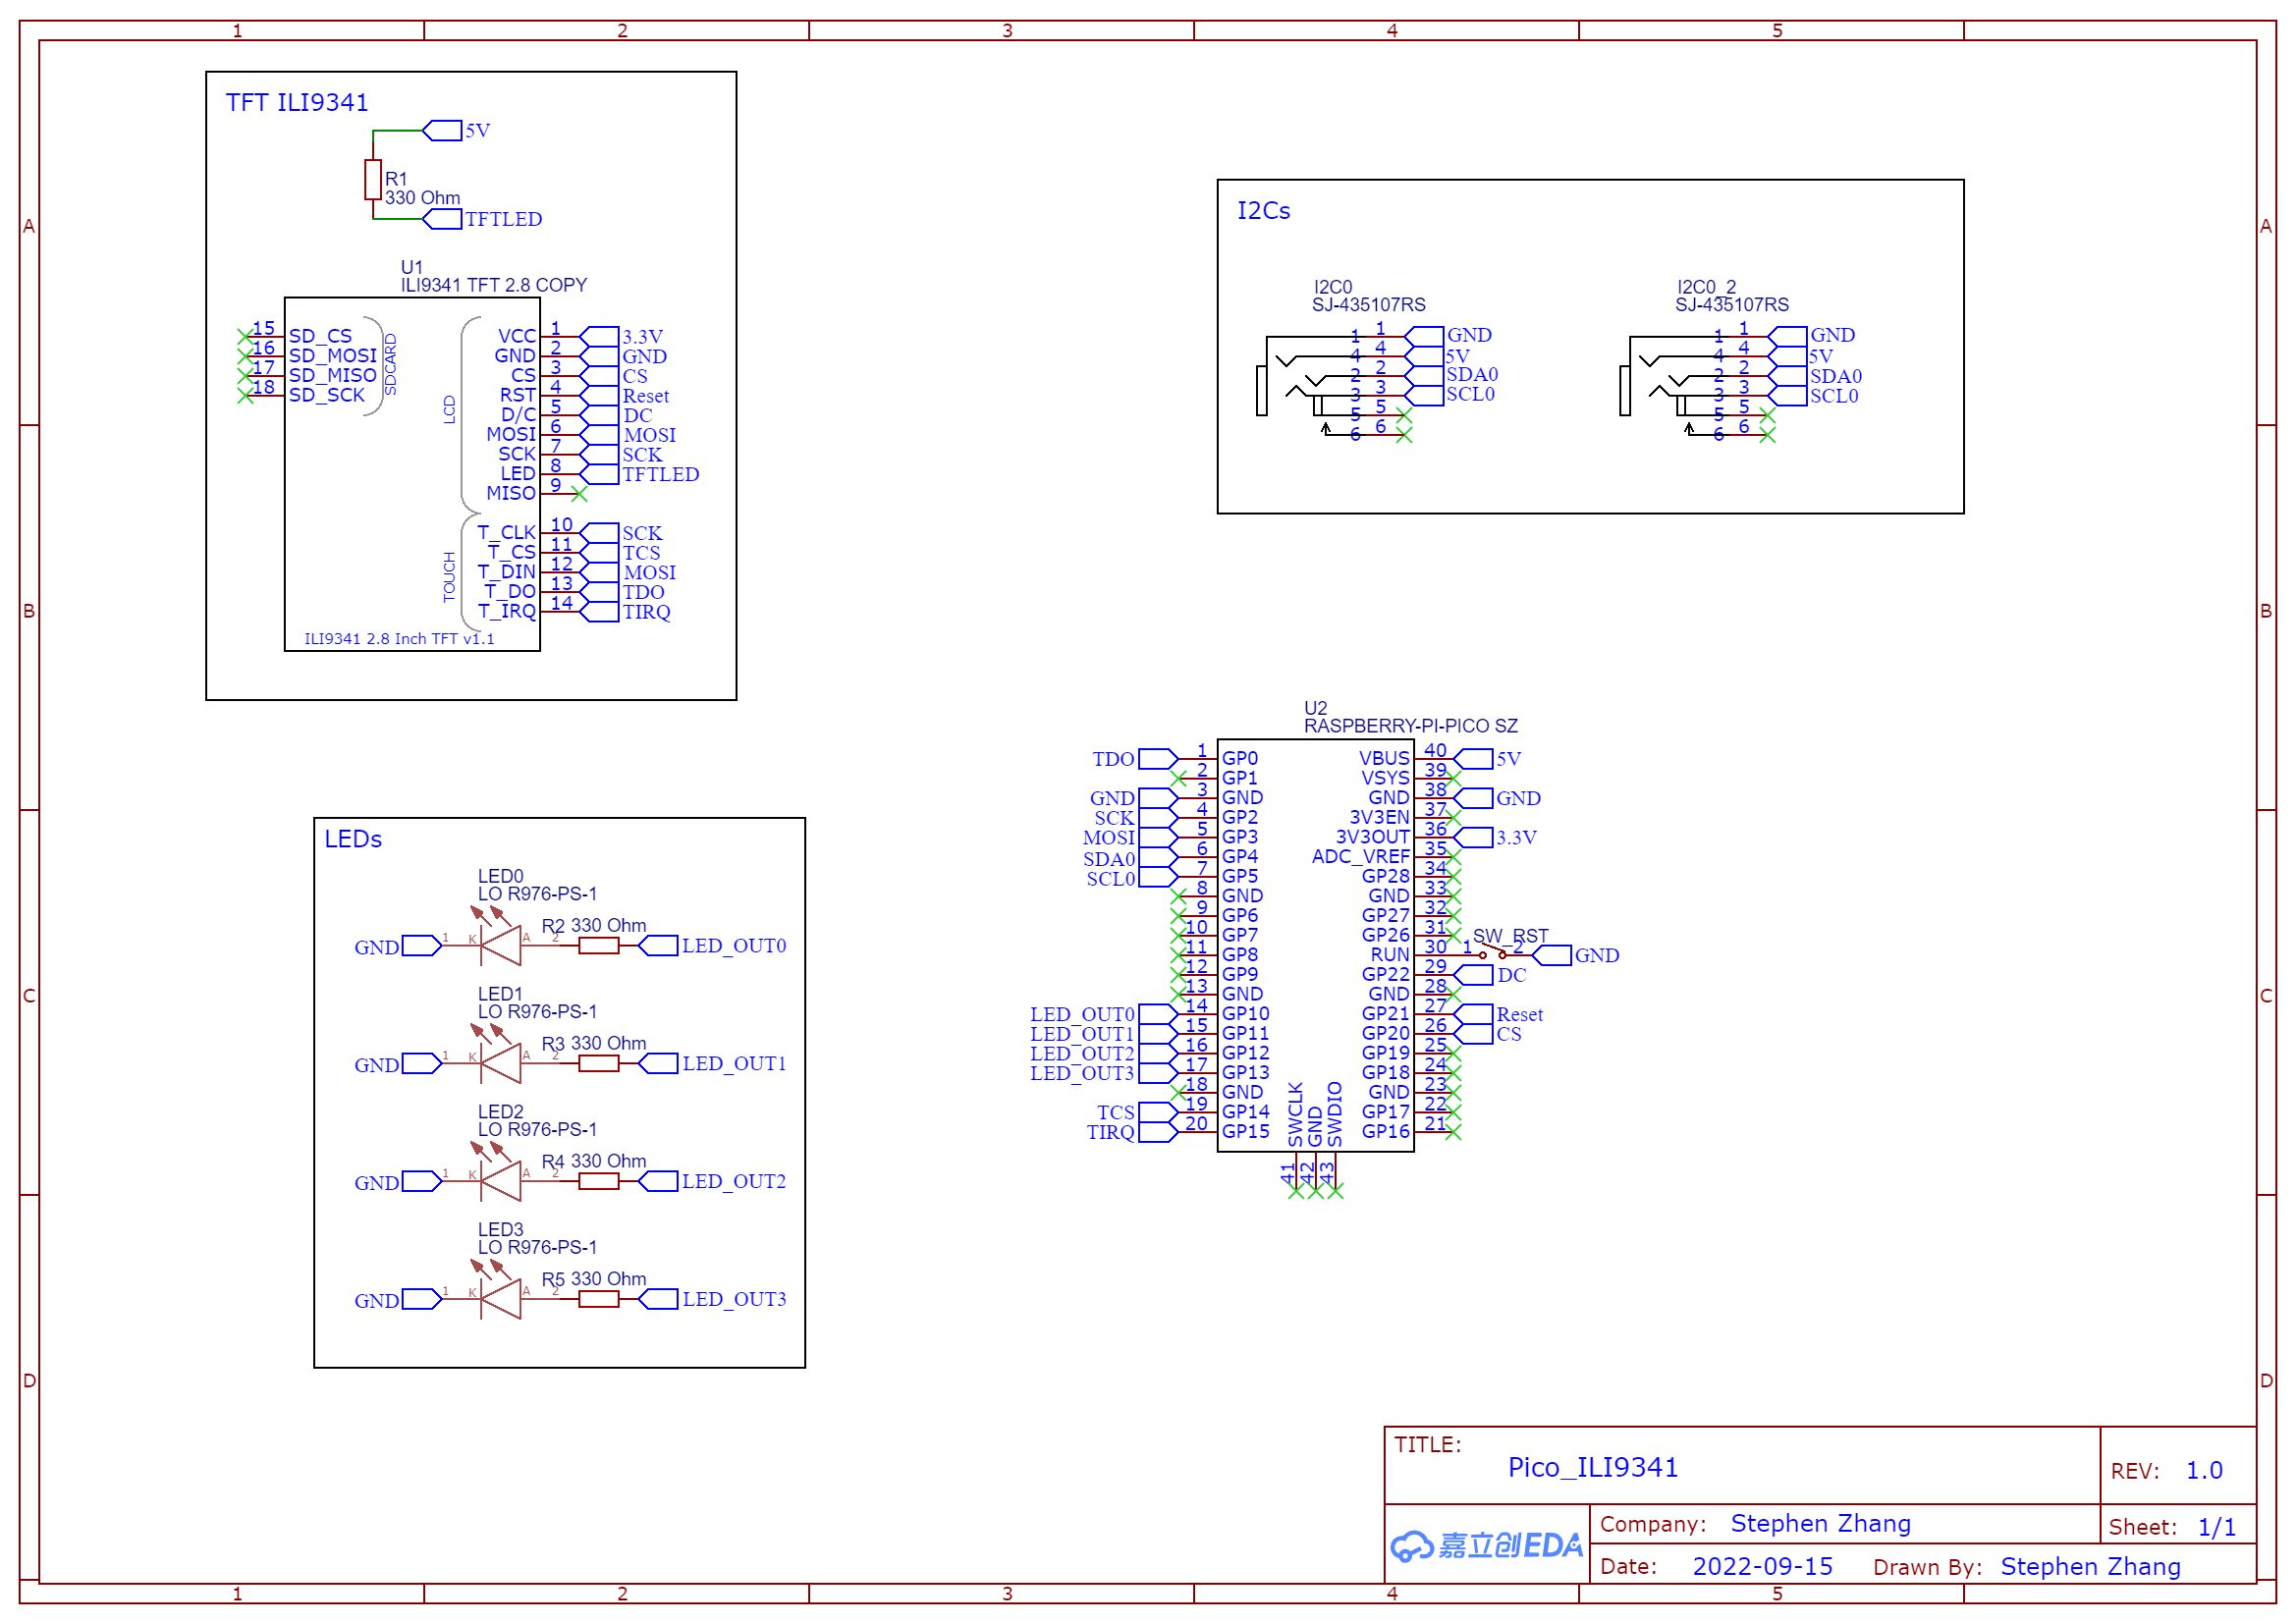 1 2 3 4 5
A
B
C
D
A
B
C
D
TFT ILI9341
5V
R1
330 Ohm
TFTLED
U1
ILI9341 TFT 2.8 COPY
15 SD_CS
16 SD_MOSI
17 SD_MISO
18 SD_SCK
SDCARD
LCD
VCC 1 3.3V
GND 2 GND
CS 3 CS
RST 4 Reset
D/C 5 DC
MOSI 6 MOSI
SCK 7 SCK
LED 8 TFTLED
MISO 9
TOUCH
T_CLK 10 SCK
T_CS 11 TCS
T_DIN 12 MOSI
T_DO 13 TDO
T_IRQ 14 TIRQ
ILI9341 2.8 Inch TFT v1.1
I2Cs
I2C0
SJ-435107RS
1 1 GND
4 4 5V
2 2 SDA0
3 3 SCL0
5 5
6 6
I2C0_2
SJ-435107RS
1 1 GND
4 4 5V
2 2 SDA0
3 3 SCL0
5 5
6 6
LEDs
LED0
LO R976-PS-1
R2 330 Ohm
GND 1 K A 2 LED_OUT0
LED1
LO R976-PS-1
R3 330 Ohm
GND 1 K A 2 LED_OUT1
LED2
LO R976-PS-1
R4 330 Ohm
GND 1 K A 2 LED_OUT2
LED3
LO R976-PS-1
R5 330 Ohm
GND 1 K A 2 LED_OUT3
U2
RASPBERRY-PI-PICO SZ
TDO 1 GP0
2 GP1
GND 3 GND
SCK 4 GP2
MOSI 5 GP3
SDA0 6 GP4
SCL0 7 GP5
8 GND
9 GP6
10 GP7
11 GP8
12 GP9
13 GND
LED_OUT0 14 GP10
LED_OUT1 15 GP11
LED_OUT2 16 GP12
LED_OUT3 17 GP13
18 GND
TCS 19 GP14
TIRQ 20 GP15
VBUS 40 5V
VSYS 39
GND 38 GND
3V3EN 37
3V3OUT 36 3.3V
ADC_VREF 35
GP28 34
GND 33
GP27 32
GP26 31
SW_RST
RUN 30 1 2 GND
GP22 29 DC
GND 28
GP21 27 Reset
GP20 26 CS
GP19 25
GP18 24
GND 23
GP17 22
GP16 21
SWCLK 41
GND 42
SWDIO 43
TITLE:
Pico_ILI9341
REV: 1.0
嘉立创EDA
Company: Stephen Zhang
Sheet: 1/1
Date: 2022-09-15 Drawn By: Stephen Zhang
1 2 3 4 5